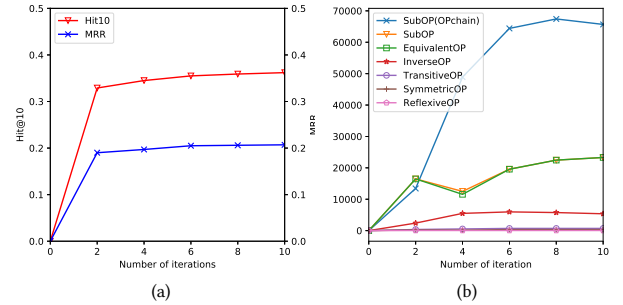 0.5
0.4
0.3
0.2
0.1
0.0
Hit@10
Hit10
MRR
0.5
0.4
0.3
0.2
0.1
0.0
MRR
0 2 4 6 8 10
Number of iterations
(a)
70000
60000
50000
40000
30000
20000
10000
0
SubOP(OPchain)
SubOP
EquivalentOP
InverseOP
TransitiveOP
SymmetricOP
ReflexiveOP
0 2 4 6 8 10
Number of iteration
(b)